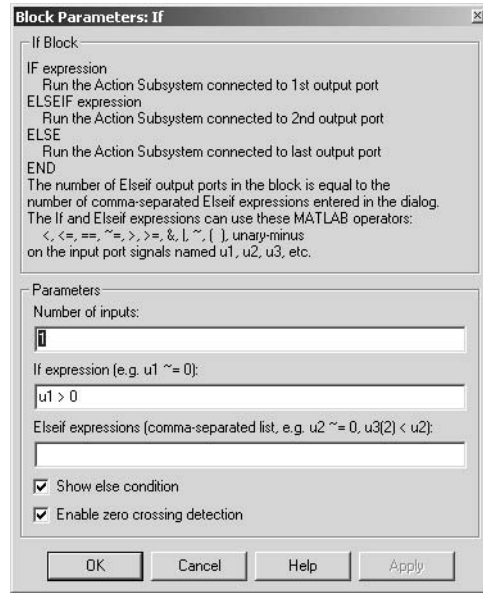 Block Parameters: If
If Block
IF expression
Run the Action Subsystem connected to 1st output port
ELSEIF expression
Run the Action Subsystem connected to 2nd output port
ELSE
Run the Action Subsystem connected to last output port
END
The number of Elseif output ports in the block is equal to the
number of comma-separated Elseif expressions entered in the dialog.
The If and Elseif expressions can use these MATLAB operators:
<, <=, ==, ~=, >, >=, &, |, ~, ( ), unary-minus
on the input port signals named u1, u2, u3, etc.
Parameters
Number of inputs:
1
If expression (e.g. u1 ~= 0):
u1 > 0
Elseif expressions (comma-separated list, e.g. u2 ~= 0, u3(2) < u2):
Show else condition
Enable zero crossing detection
OK Cancel Help Apply